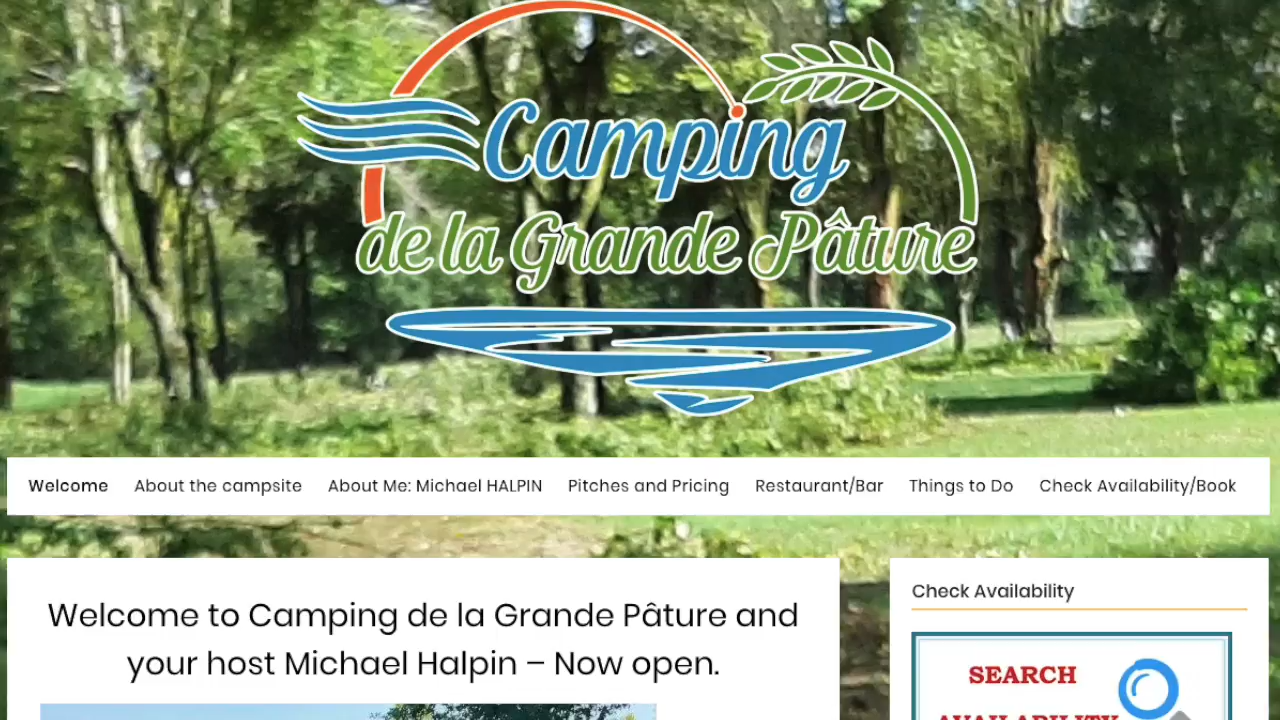 Camping
de la Grande Pâture
Welcome About the campsite About Me: Michael HALPIN Pitches and Pricing Restaurant/Bar Things to Do Check Availability/Book
Welcome to Camping de la Grande Pâture and
your host Michael Halpin – Now open.
Check Availability
SEARCH
AVAILABILITY